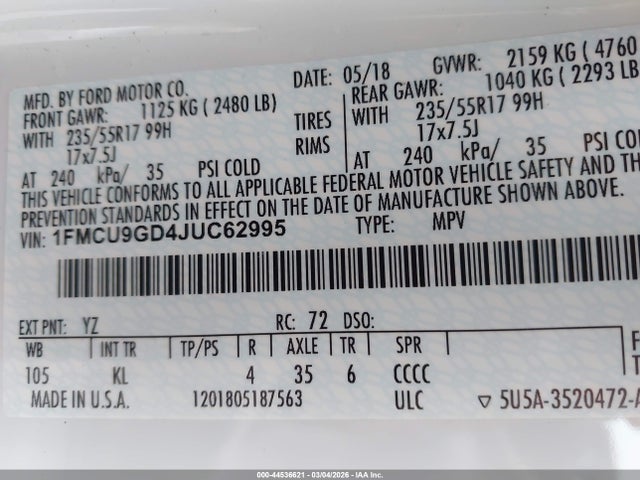 MFD. BY FORD MOTOR CO. DATE: 05/18 GVWR: 2159 KG ( 4760
FRONT GAWR: 1125 KG ( 2480 LB) REAR GAWR: 1040 KG ( 2293 LB
WITH 235/55R17 99H TIRES WITH 235/55R17 99H
17x7.5J RIMS 17x7.5J
AT 240 kPa/ 35 PSI COLD AT 240 kPa/ 35 PSI COL
THIS VEHICLE CONFORMS TO ALL APPLICABLE FEDERAL MOTOR VEHICLE SAFETY AND THE
PREVENTION STANDARDS IN EFFECT ON THE DATE OF MANUFACTURE SHOWN ABOVE.
VIN: 1FMCU9GD4JUC62995 TYPE: MPV
EXT PNT: YZ RC: 72 DSO:
WB INT TR TP/PS R AXLE TR SPR
105 KL 4 35 6 CCCC
MADE IN U.S.A. 1201805187563 ULC 5U5A-3520472-A
000-44536621 - 03/04/2026 - IAA Inc.